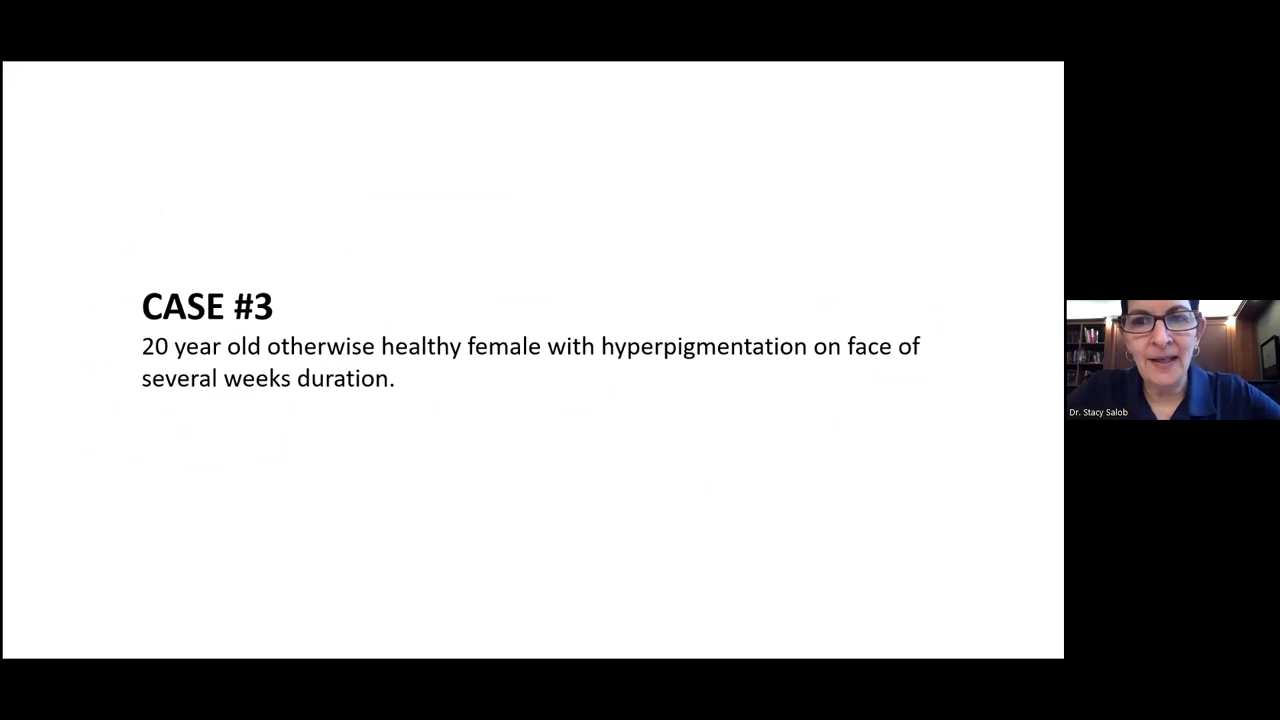 CASE #3
20 year old otherwise healthy female with hyperpigmentation on face of
several weeks duration.
Dr. Stacy Salob